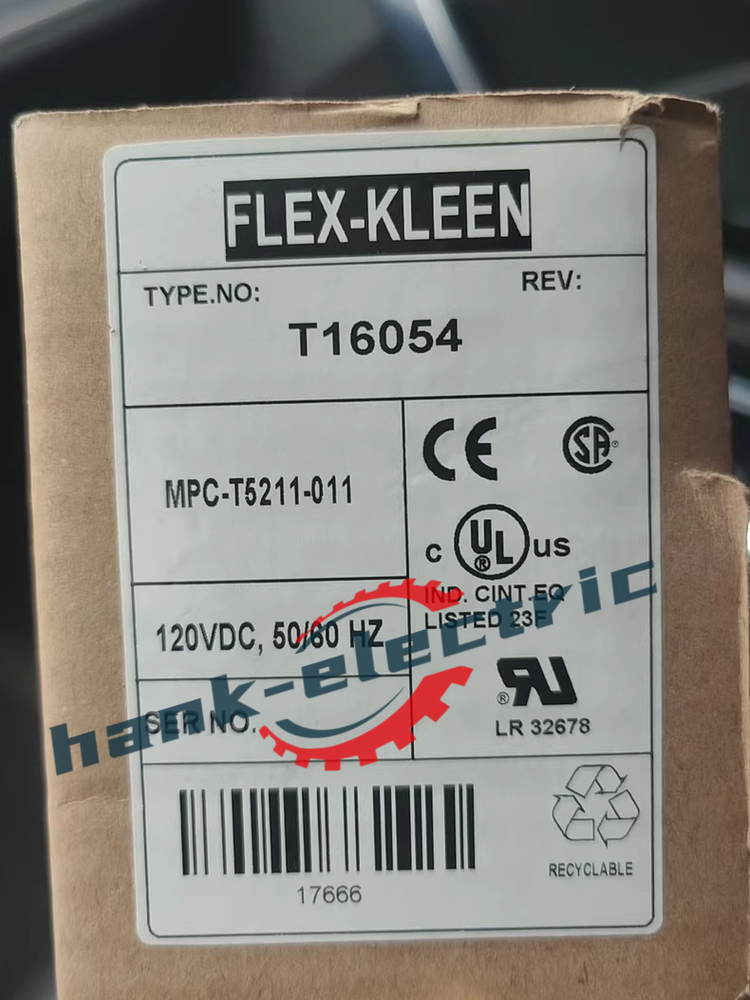 FLEX-KLEEN
TYPE.NO:
REV:
T16054
MPC-T5211-011
CE
SA
®
c UL us
®
IND. CINT.EQ
LISTED 23F
120VDC, 50/60 HZ
SER NO.
hank-electric
®
LR 32678
17666
RECYCLABLE